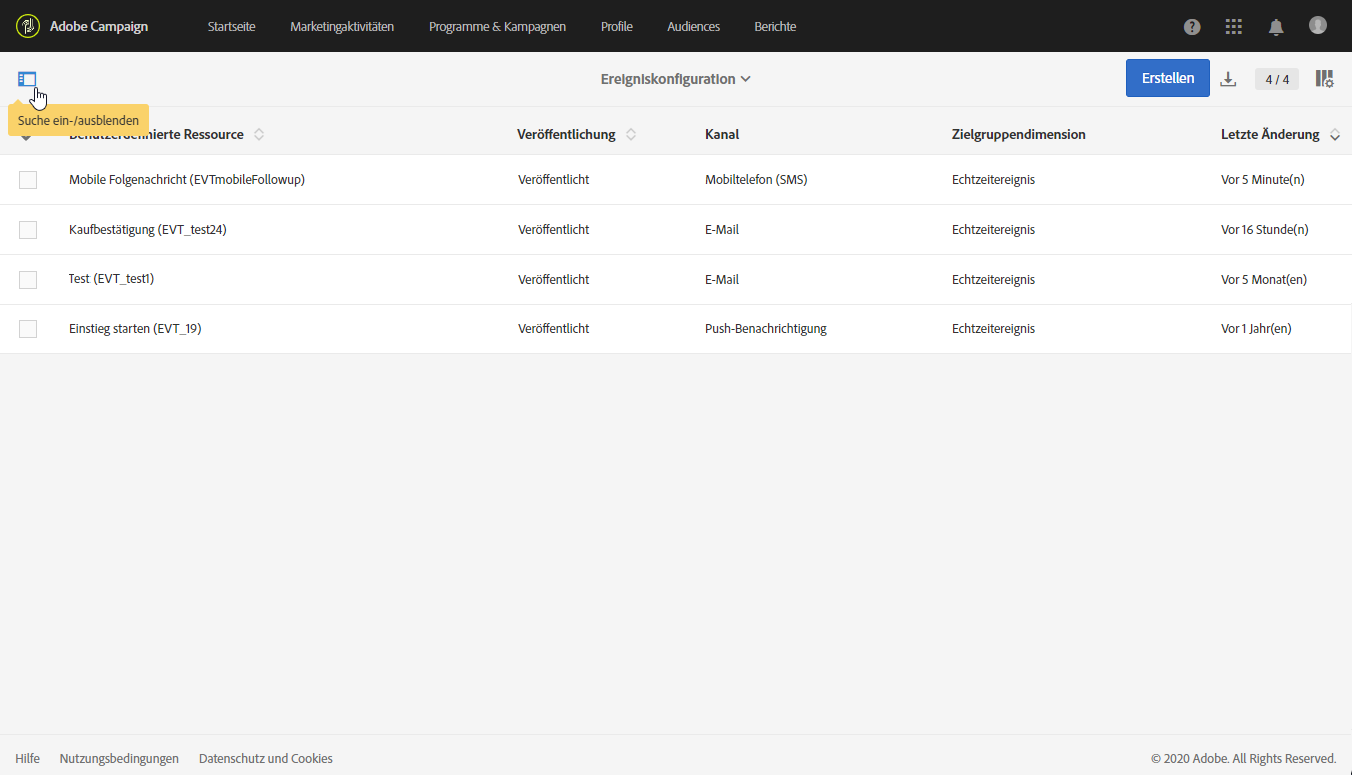 Adobe Campaign Startseite Marketingaktivitäten Programme & Kampagnen Profile Audiences Berichte
Ereigniskonfiguration Erstellen 4 / 4
Suche ein-/ausblenden
Benutzerdefinierte Ressource Veröffentlichung Kanal Zielgruppendimension Letzte Änderung
Mobile Folgenachricht (EVTmobileFollowup) Veröffentlicht Mobiltelefon (SMS) Echtzeitereignis Vor 5 Minute(n)
Kaufbestätigung (EVT_test24) Veröffentlicht E-Mail Echtzeitereignis Vor 16 Stunde(n)
Test (EVT_test1) Veröffentlicht E-Mail Echtzeitereignis Vor 5 Monat(en)
Einstieg starten (EVT_19) Veröffentlicht Push-Benachrichtigung Echtzeitereignis Vor 1 Jahr(en)
Hilfe Nutzungsbedingungen Datenschutz und Cookies © 2020 Adobe. All Rights Reserved.